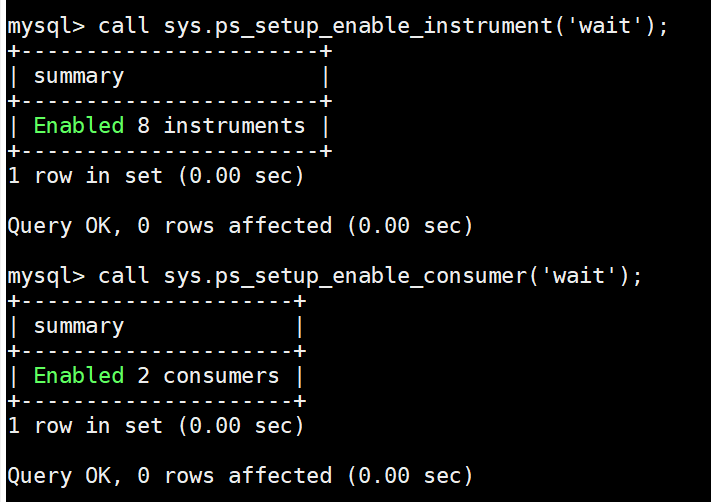 mysql> call sys.ps_setup_enable_instrument('wait');
+-----------------------+
| summary               |
+-----------------------+
| Enabled 8 instruments |
+-----------------------+
1 row in set (0.00 sec)

Query OK, 0 rows affected (0.00 sec)

mysql> call sys.ps_setup_enable_consumer('wait');
+---------------------+
| summary             |
+---------------------+
| Enabled 2 consumers |
+---------------------+
1 row in set (0.00 sec)

Query OK, 0 rows affected (0.00 sec)